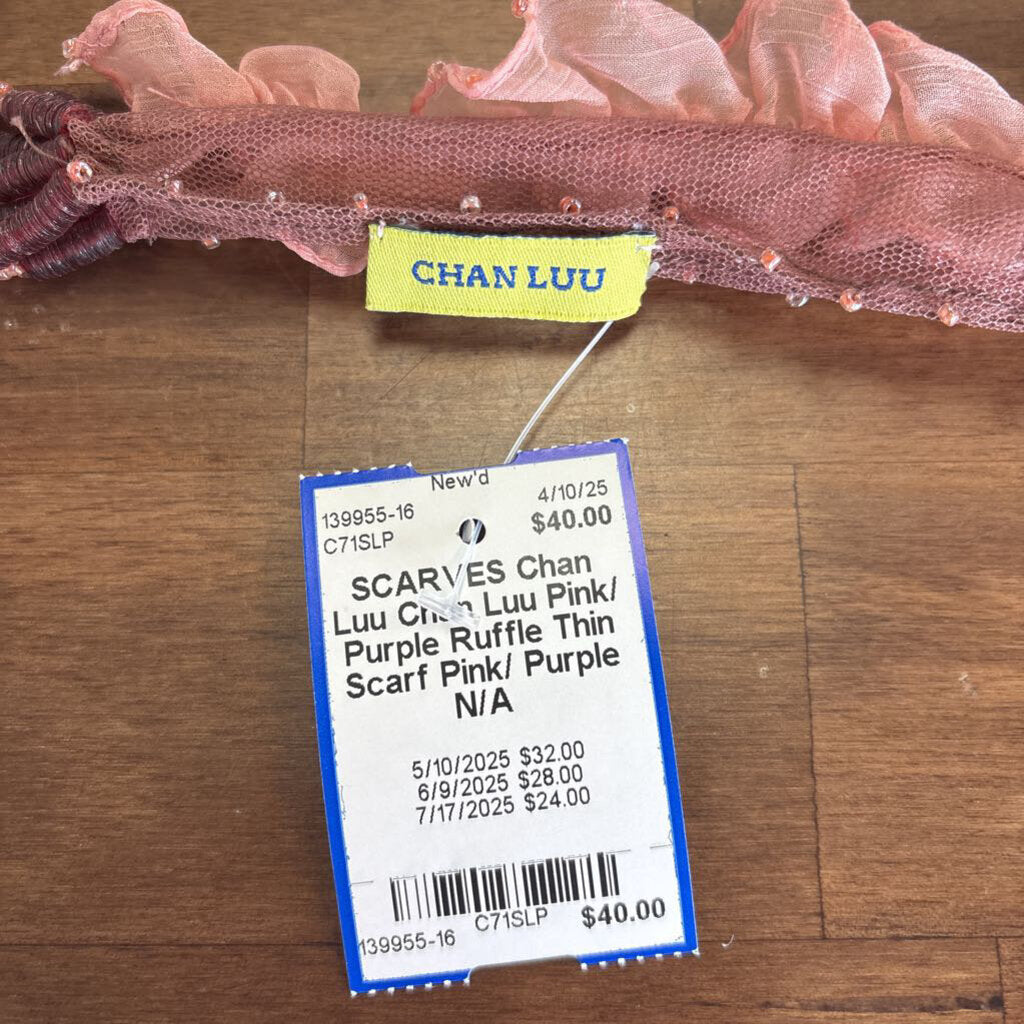 CHAN LUU
New'd
139955-16
4/10/25
C71SLP
$40.00
SCARVES Chan
Luu Chan Luu Pink/
Purple Ruffle Thin
Scarf Pink/ Purple
N/A
5/10/2025 $32.00
6/9/2025 $28.00
7/17/2025 $24.00
C71SLP
$40.00
139955-16